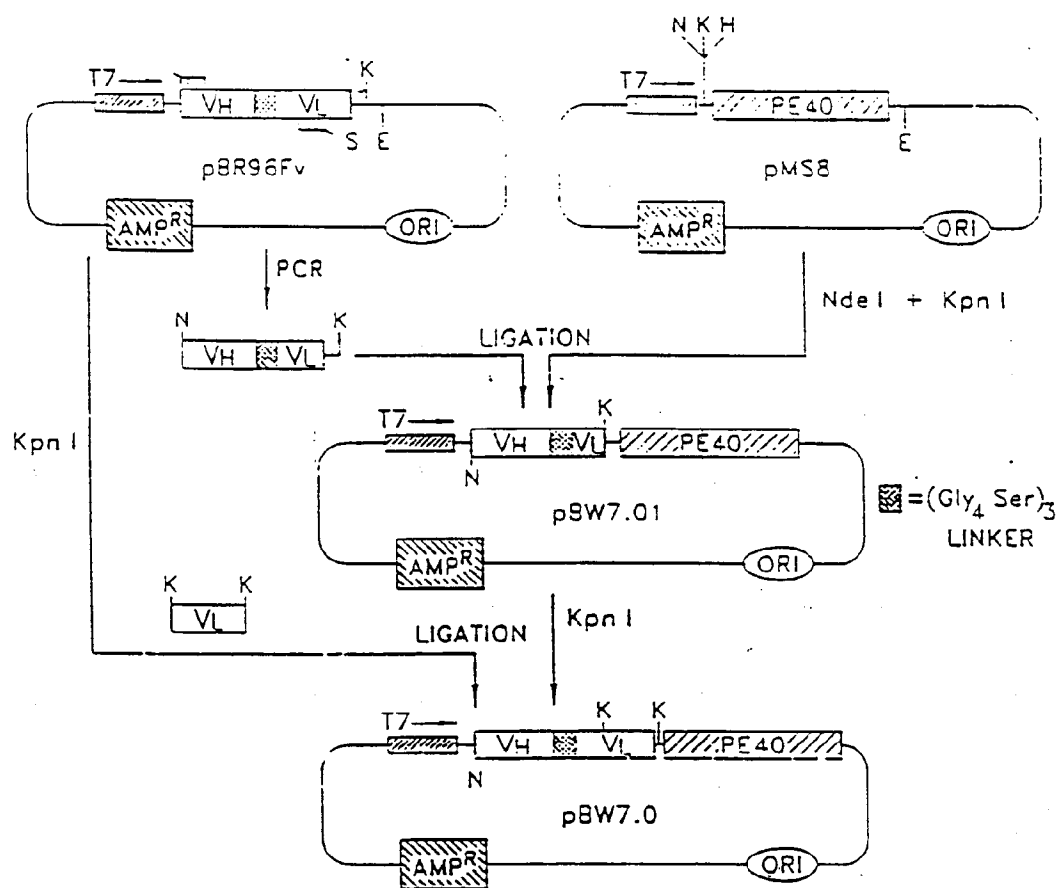 N K H
T7
K
VH
VL
S
E
pBR96Fv
AMPR
ORI
T7
PE40
E
pMS8
AMPR
ORI
PCR
Nde I + Kpn I
N
K
VH
VL
LIGATION
Kpn I
T7
K
VH
VL
PE40
N
pBW7.01
AMPR
ORI
=(Gly4 Ser)3
LINKER
K
K
VL
LIGATION
Kpn I
T7
K
K
VH
VL
PE40
N
pBW7.0
AMPR
ORI